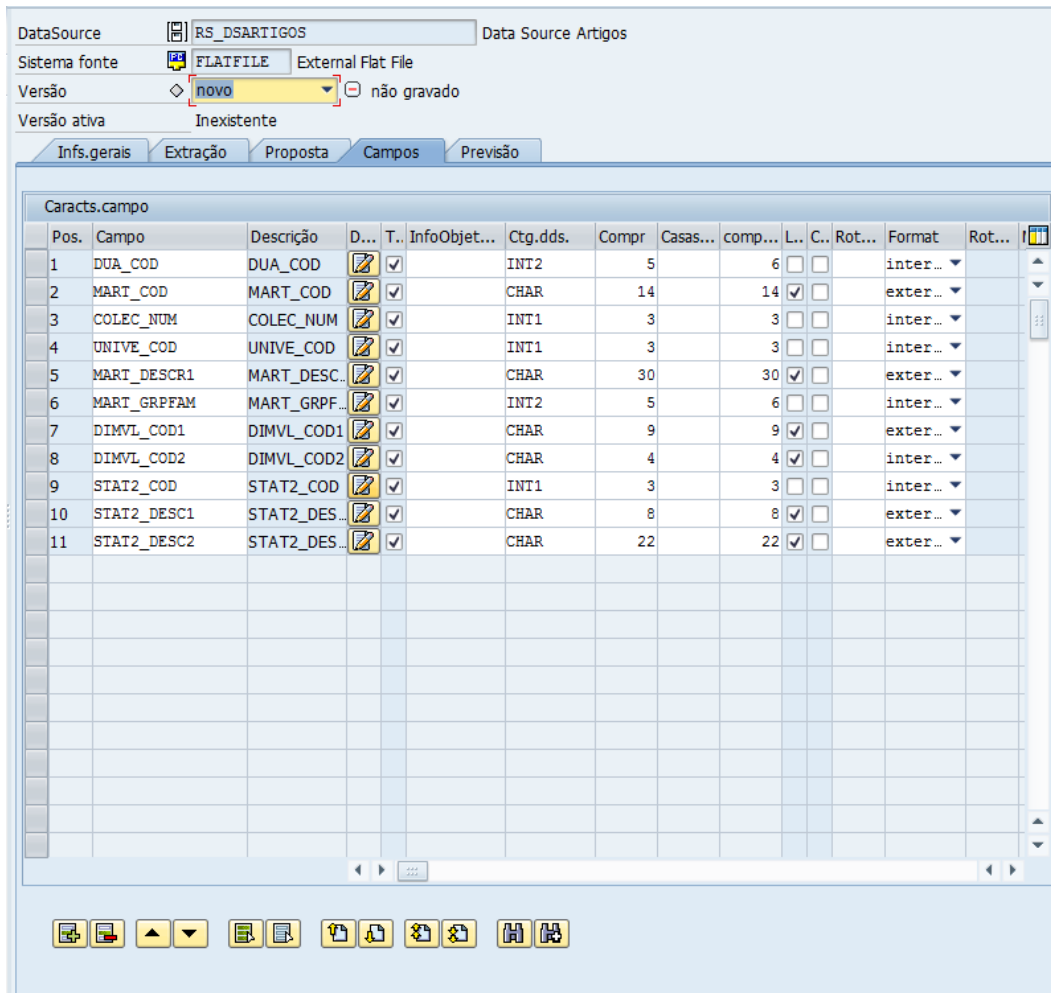 DataSource RS_DSARTIGOS Data Source Artigos
Sistema fonte FLATFILE External Flat File
Versão novo não gravado
Versão ativa Inexistente
Infs.gerais Extração Proposta Campos Previsão
Caracts.campo
Pos. Campo Descrição D... T.. InfoObjet... Ctg.dds. Compr Casas... comp... L.. C.. Rot... Format Rot...
1 DUA_COD DUA_COD INT2 5 6 inter...
2 MART_COD MART_COD CHAR 14 14 exter...
3 COLEC_NUM COLEC_NUM INT1 3 3 inter...
4 UNIVE_COD UNIVE_COD INT1 3 3 inter...
5 MART_DESCR1 MART_DESC.. CHAR 30 30 exter...
6 MART_GRPFAM MART_GRPF... INT2 5 6 inter...
7 DIMVL_COD1 DIMVL_COD1 CHAR 9 9 exter...
8 DIMVL_COD2 DIMVL_COD2 CHAR 4 4 inter...
9 STAT2_COD STAT2_COD INT1 3 3 inter...
10 STAT2_DESC1 STAT2_DES... CHAR 8 8 exter...
11 STAT2_DESC2 STAT2_DES... CHAR 22 22 exter...